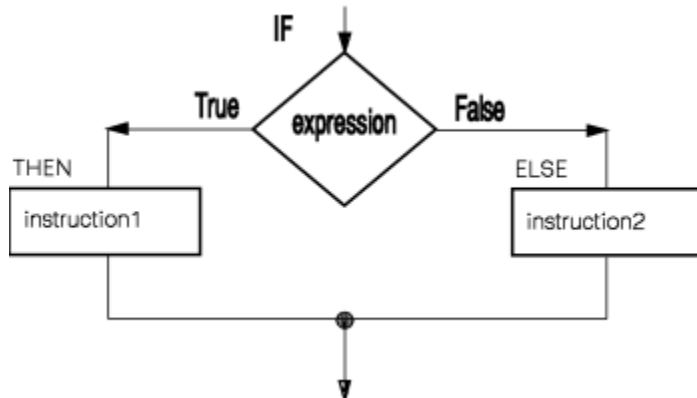 IF
True
expression
False
THEN
ELSE
instruction1
instruction2